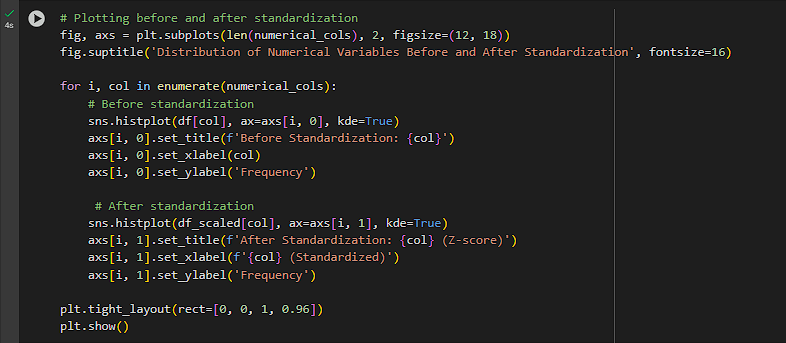 # Plotting before and after standardization
fig, axs = plt.subplots(len(numerical_cols), 2, figsize=(12, 18))
fig.suptitle('Distribution of Numerical Variables Before and After Standardization', fontsize=16)
for i, col in enumerate(numerical_cols):
    # Before standardization
    sns.histplot(df[col], ax=axs[i, 0], kde=True)
    axs[i, 0].set_title(f'Before Standardization: {col}')
    axs[i, 0].set_xlabel(col)
    axs[i, 0].set_ylabel('Frequency')
     # After standardization
    sns.histplot(df_scaled[col], ax=axs[i, 1], kde=True)
    axs[i, 1].set_title(f'After Standardization: {col} (Z-score)')
    axs[i, 1].set_xlabel(f'{col} (Standardized)')
    axs[i, 1].set_ylabel('Frequency')
plt.tight_layout(rect=[0, 0, 1, 0.96])
plt.show()
4s